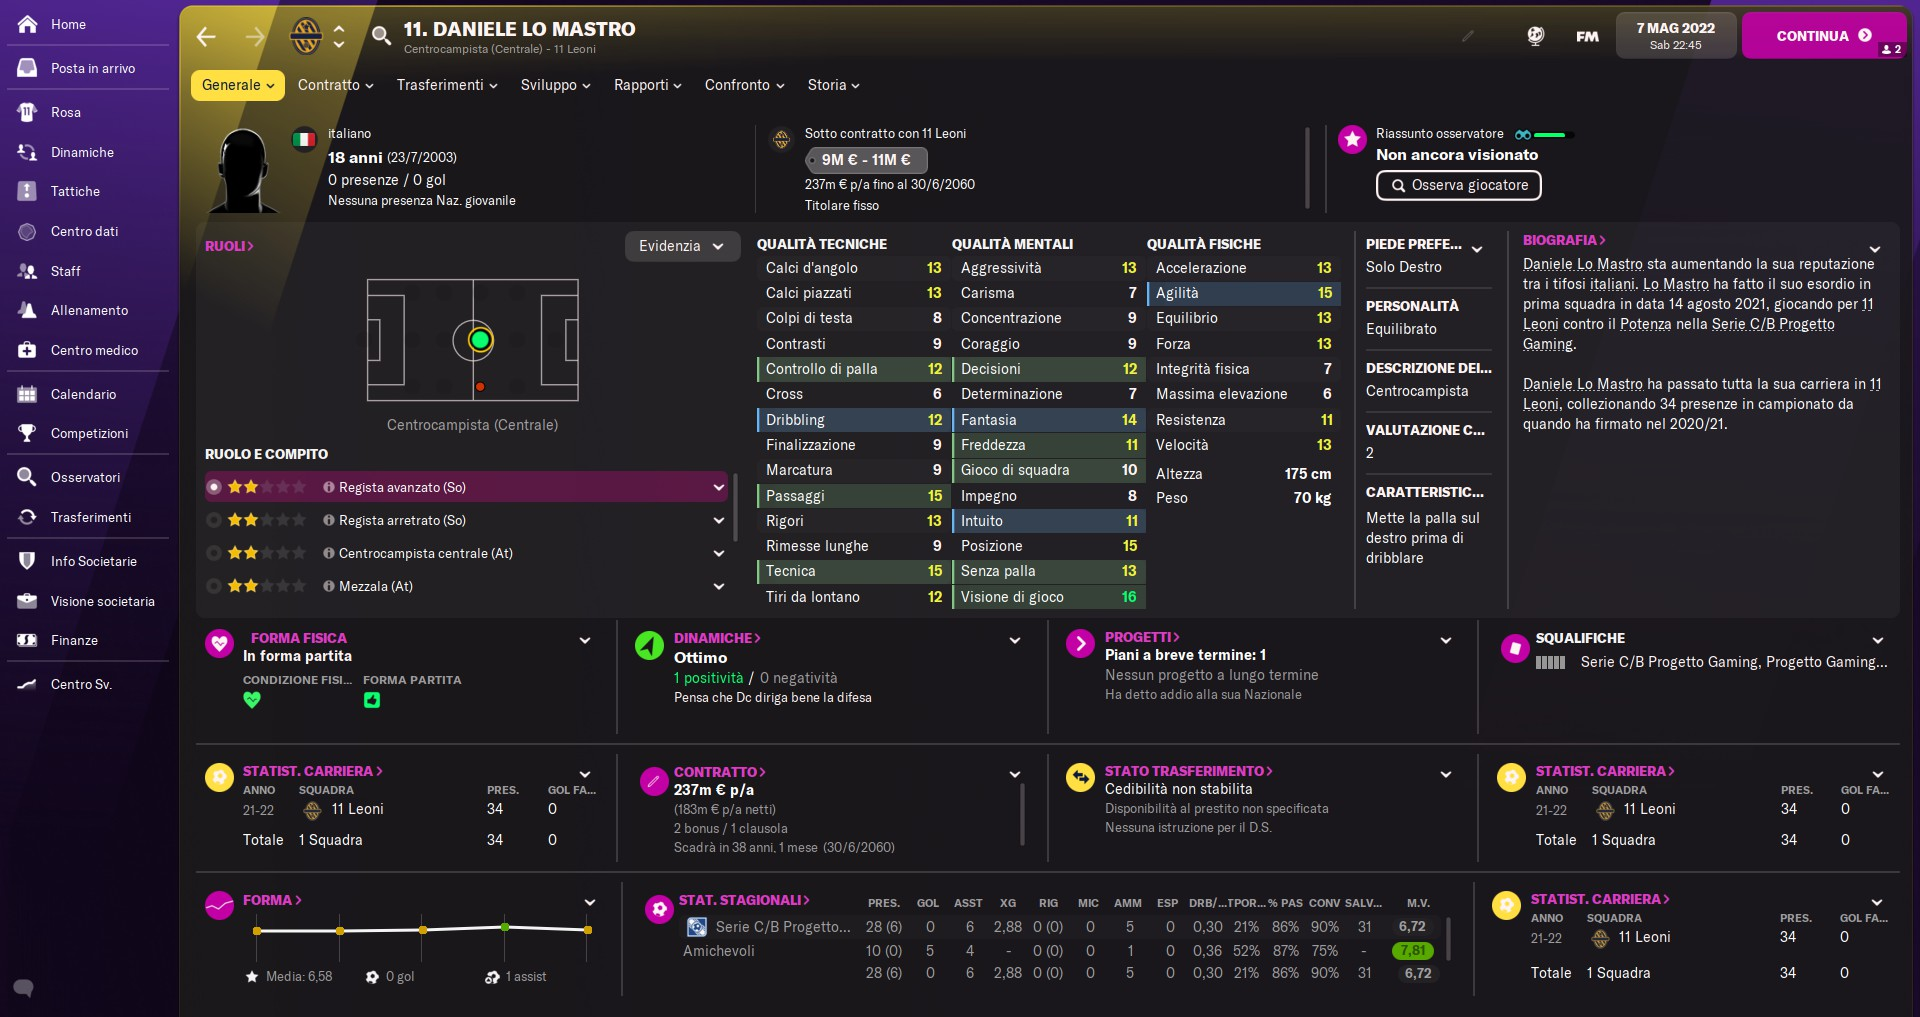 Home
Posta in arrivo
Rosa
Dinamiche
Tattiche
Centro dati
Staff
Allenamento
Centro medico
Calendario
Competizioni
Osservatori
Trasferimenti
Info Societarie
Visione societaria
Finanze
Centro Sv.
11. DANIELE LO MASTRO
Centrocampista (Centrale) - 11 Leoni
FM
7 MAG 2022
Sab 22:45
CONTINUA
2
Generale
Contratto
Trasferimenti
Sviluppo
Rapporti
Confronto
Storia
italiano
18 anni (23/7/2003)
0 presenze / 0 gol
Nessuna presenza Naz. giovanile
Sotto contratto con 11 Leoni
9M € - 11M €
237m € p/a fino al 30/6/2060
Titolare fisso
Riassunto osservatore
Non ancora visionato
Osserva giocatore
RUOLI
Evidenzia
Centrocampista (Centrale)
RUOLO E COMPITO
Regista avanzato (So)
Regista arretrato (So)
Centrocampista centrale (At)
Mezzala (At)
QUALITÀ TECNICHE
Calci d'angolo 13
Calci piazzati 13
Colpi di testa 8
Contrasti 9
Controllo di palla 12
Cross 6
Dribbling 12
Finalizzazione 9
Marcatura 9
Passaggi 15
Rigori 13
Rimesse lunghe 9
Tecnica 15
Tiri da lontano 12
QUALITÀ MENTALI
Aggressività 13
Carisma 7
Concentrazione 9
Coraggio 9
Decisioni 12
Determinazione 7
Fantasia 14
Freddezza 11
Gioco di squadra 10
Impegno 8
Intuito 11
Posizione 15
Senza palla 13
Visione di gioco 16
QUALITÀ FISICHE
Accelerazione 13
Agilità 15
Equilibrio 13
Forza 13
Integrità fisica 7
Massima elevazione 6
Resistenza 11
Velocità 13
Altezza 175 cm
Peso 70 kg
PIEDE PREFE...
Solo Destro
PERSONALITÀ
Equilibrato
DESCRIZIONE DEI...
Centrocampista
VALUTAZIONE C...
2
CARATTERISTIC...
Mette la palla sul
destro prima di
dribblare
BIOGRAFIA
Daniele Lo Mastro sta aumentando la sua reputazione
tra i tifosi italiani. Lo Mastro ha fatto il suo esordio in
prima squadra in data 14 agosto 2021, giocando per 11
Leoni contro il Potenza nella Serie C/B Progetto
Gaming.
Daniele Lo Mastro ha passato tutta la sua carriera in 11
Leoni, collezionando 34 presenze in campionato da
quando ha firmato nel 2020/21.
FORMA FISICA
In forma partita
CONDIZIONE FISI... FORMA PARTITA
DINAMICHE
Ottimo
1 positività / 0 negatività
Pensa che Dc diriga bene la difesa
PROGETTI
Piani a breve termine: 1
Nessun progetto a lungo termine
Ha detto addio alla sua Nazionale
SQUALIFICHE
Serie C/B Progetto Gaming, Progetto Gaming...
STATIST. CARRIERA
ANNO SQUADRA PRES. GOL FA...
21-22 11 Leoni 34 0
Totale 1 Squadra 34 0
CONTRATTO
237m € p/a
(183m € p/a netti)
2 bonus / 1 clausola
Scadrà in 38 anni, 1 mese (30/6/2060)
STATO TRASFERIMENTO
Cedibilità non stabilita
Disponibilità al prestito non specificata
Nessuna istruzione per il D.S.
STATIST. CARRIERA
ANNO SQUADRA PRES. GOL FA...
21-22 11 Leoni 34 0
Totale 1 Squadra 34 0
FORMA
Media: 6,58 0 gol 1 assist
STAT. STAGIONALI PRES. GOL ASST XG RIG MIC AMM ESP DRB/... TPOR... % PAS CONV SALV... M.V.
Serie C/B Progetto... 28 (6) 0 6 2,88 0 (0) 0 5 0 0,30 21% 86% 90% 31 6,72
Amichevoli 10 (0) 5 4 - 0 (0) 0 1 0 0,36 52% 87% 75% - 7,81
28 (6) 0 6 2,88 0 (0) 0 5 0 0,30 21% 86% 90% 31 6,72
STATIST. CARRIERA
ANNO SQUADRA PRES. GOL FA...
21-22 11 Leoni 34 0
Totale 1 Squadra 34 0